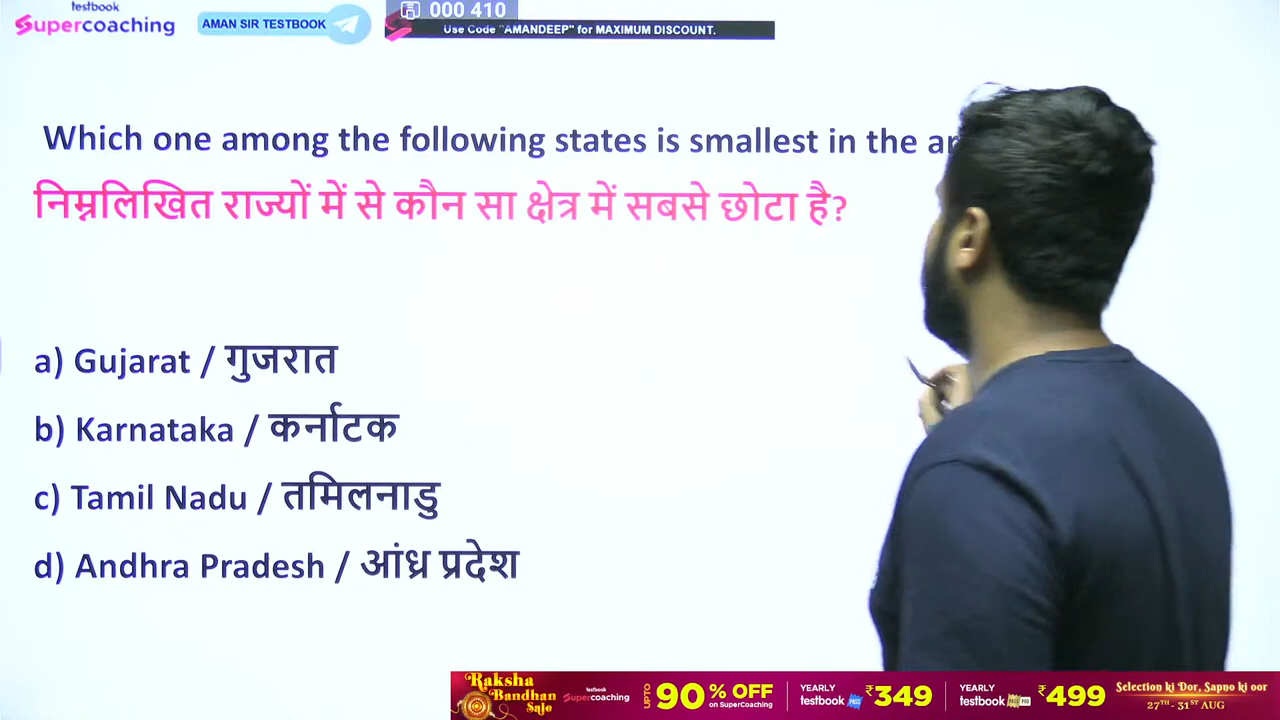 testbook
Supercoaching
AMAN SIR TESTBOOK
000 410
Use Code "AMANDEEP" for MAXIMUM DISCOUNT.
Which one among the following states is smallest in the
निम्नलिखित राज्यों में से कौन सा क्षेत्र में सबसे छोटा है?
a) Gujarat / गुजरात
b) Karnataka / कर्नाटक
c) Tamil Nadu / तमिलनाडु
d) Andhra Pradesh / आंध्र प्रदेश
Raksha
Bandhan
Sale
testbook
Supercoaching
UPTO
90% OFF
on SuperCoaching
YEARLY
testbook PASS
₹349
YEARLY
testbook PASS PRO
₹499
Selection ki Dor, Sapno ki oor
27TH - 31ST AUG